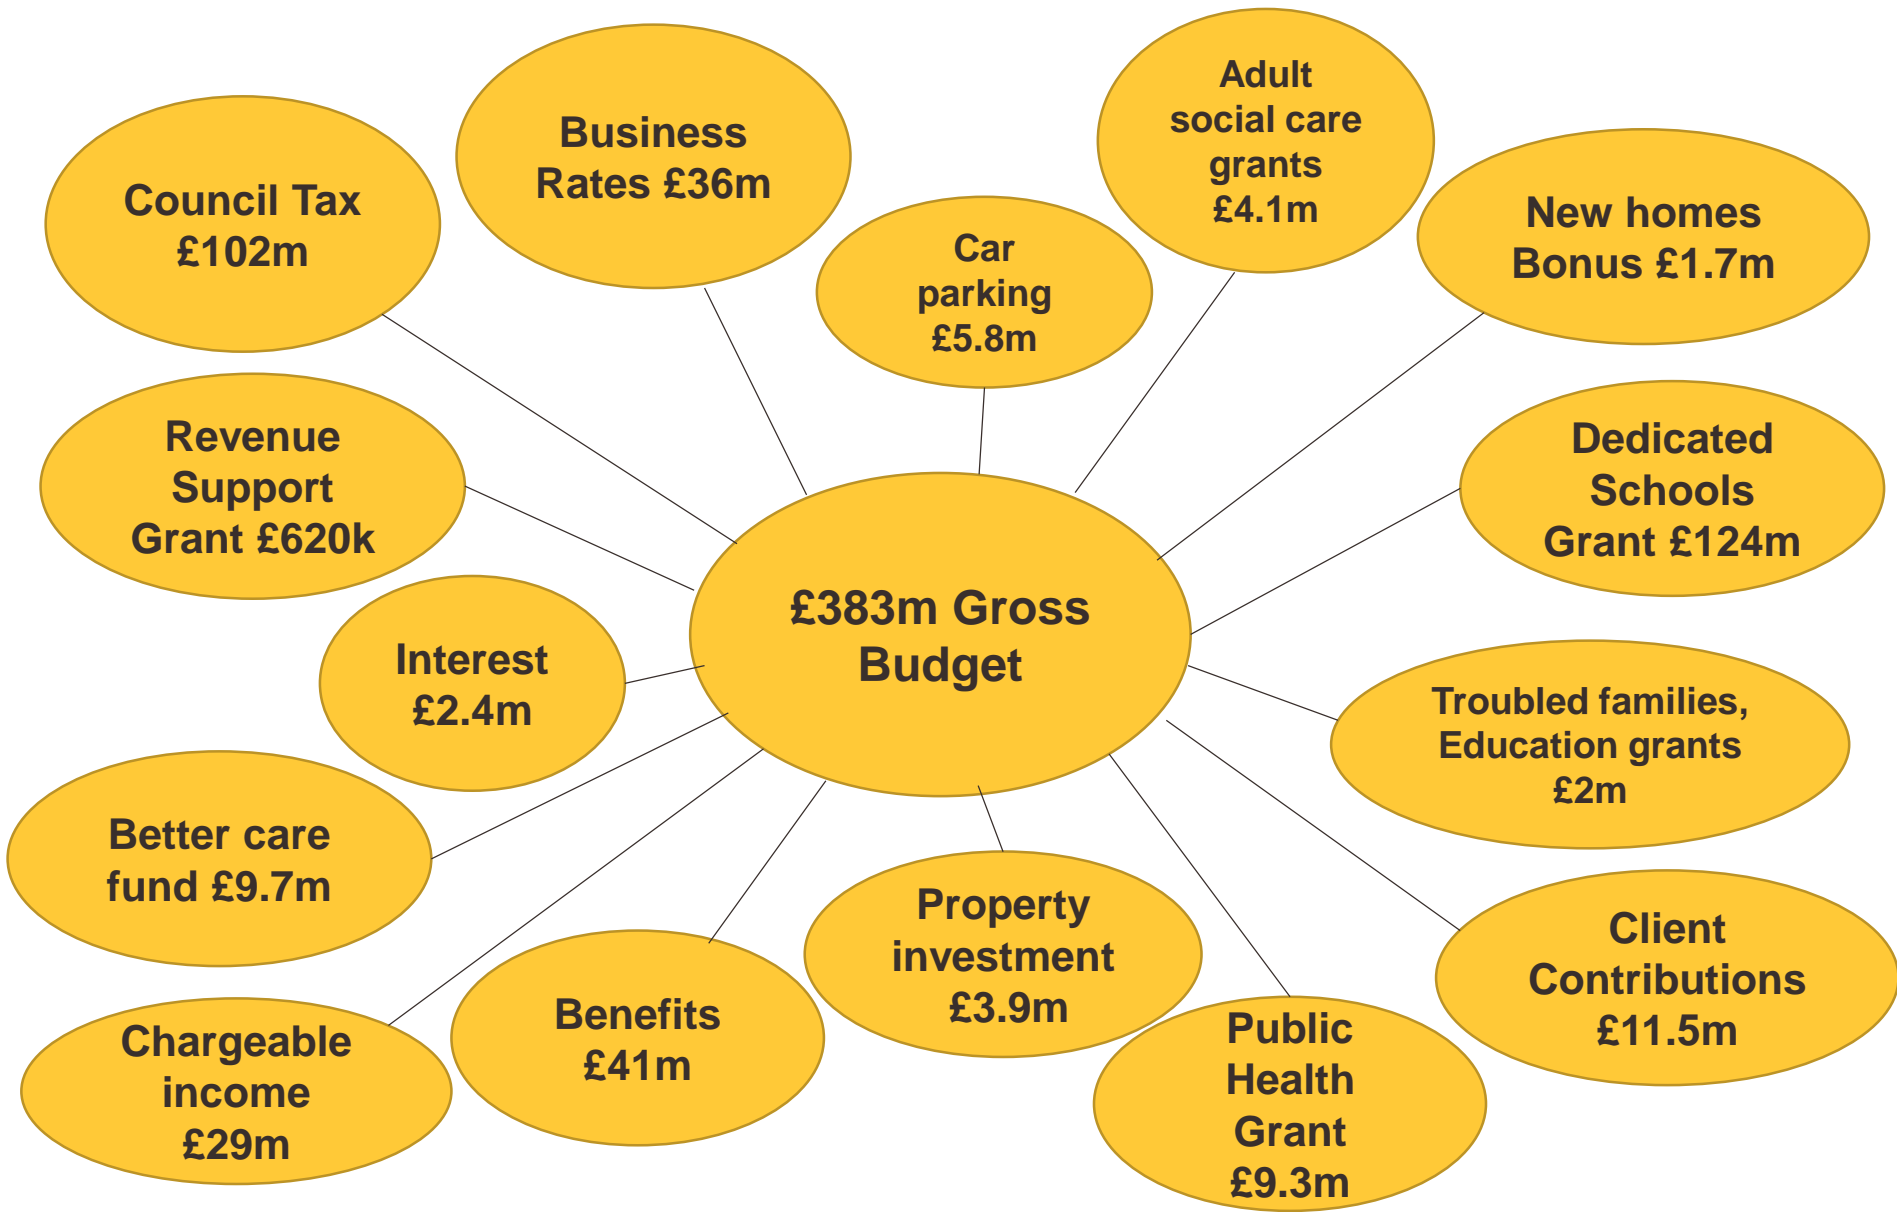 Council Tax
£102m
Business
Rates £36m
Car
parking
£5.8m
Adult
social care
grants
£4.1m
New homes
Bonus £1.7m
Revenue
Support
Grant £620k
Dedicated
Schools
Grant £124m
£383m Gross
Budget
Interest
£2.4m
Troubled families,
Education grants
£2m
Better care
fund £9.7m
Property
investment
£3.9m
Client
Contributions
£11.5m
Chargeable
income
£29m
Benefits
£41m
Public
Health
Grant
£9.3m